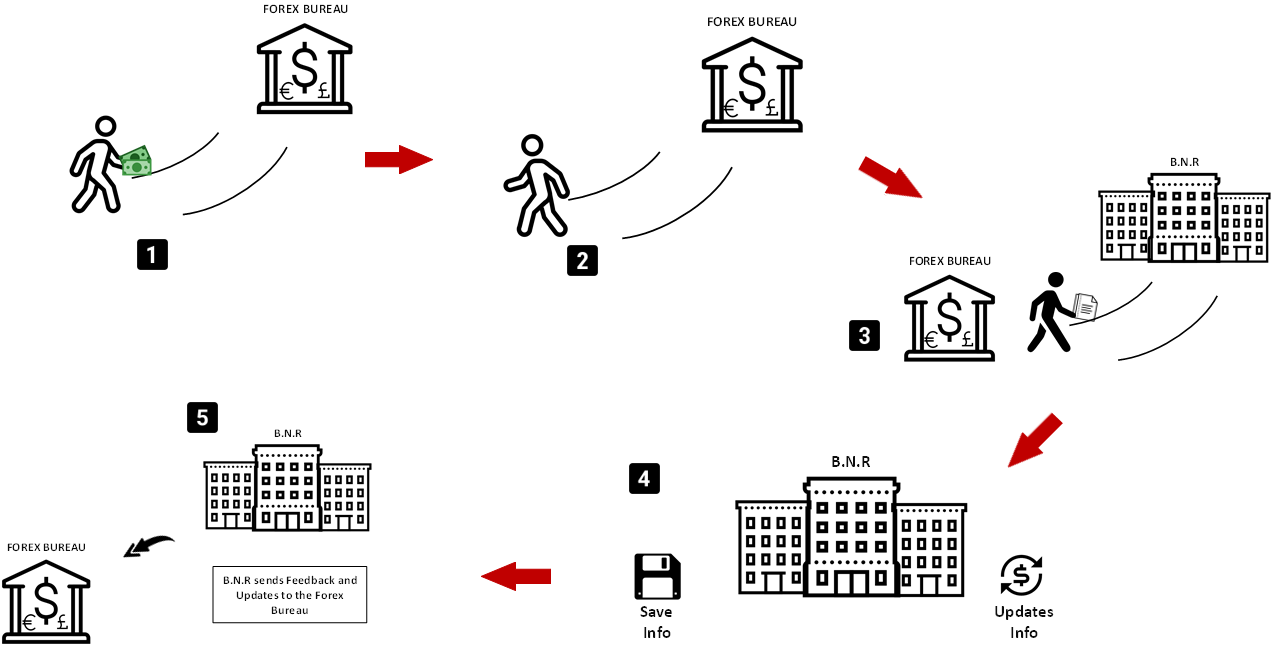 FOREX BUREAU
$
€ £
1
FOREX BUREAU
$
€ £
2
B.N.R
FOREX BUREAU
$
€ £
3
B.N.R
4
Save
Info
$
Updates
Info
5
B.N.R
B.N.R sends Feedback and
Updates to the Forex
Bureau
FOREX BUREAU
$
€ £